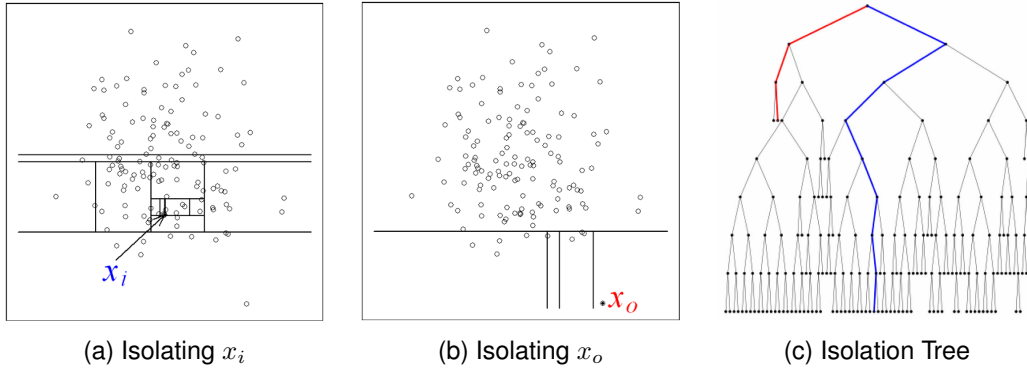 x_i
x_o
(a) Isolating x_i
(b) Isolating x_o
(c) Isolation Tree